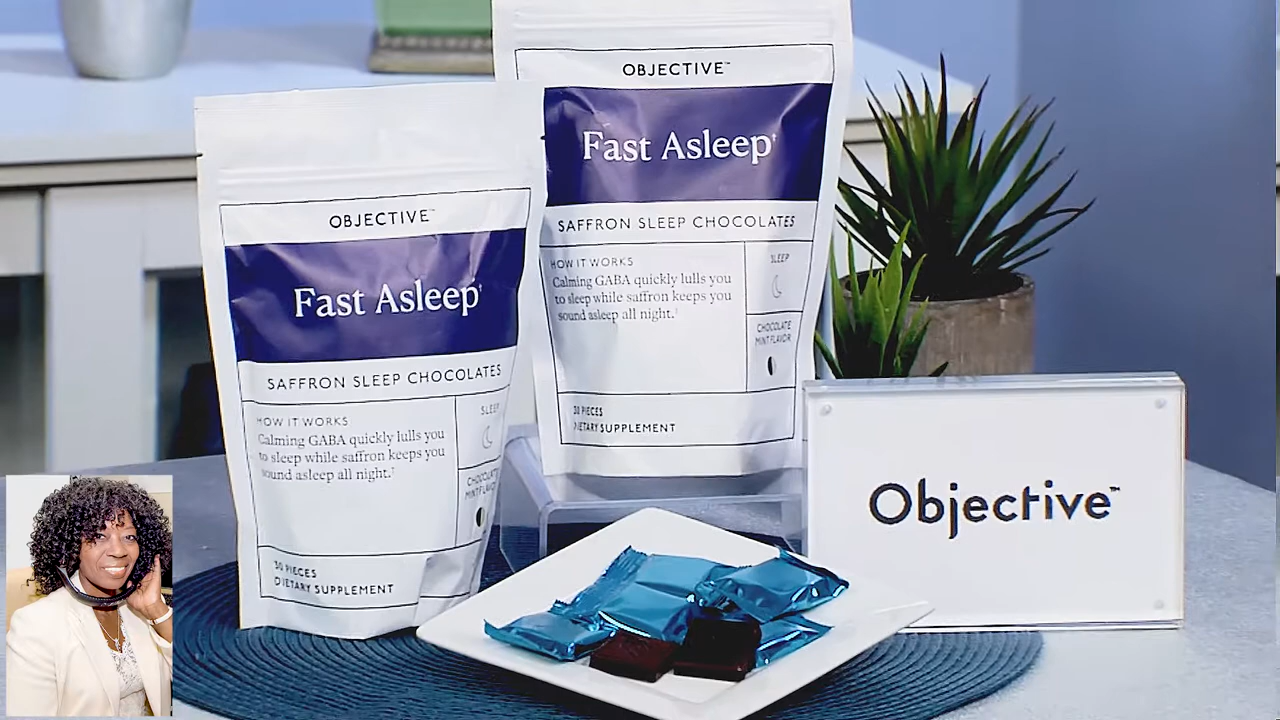 OBJECTIVE™
Fast Asleep†
SAFFRON SLEEP CHOCOLATES
HOW IT WORKS
Calming GABA quickly lulls you
to sleep while saffron keeps you
sound asleep all night.†
SLEEP
CHOCOLATE
MINT FLAVOR
30 PIECES
DIETARY SUPPLEMENT
OBJECTIVE™
Fast Asleep†
SAFFRON SLEEP CHOCOLATES
HOW IT WORKS
Calming GABA quickly lulls you
to sleep while saffron keeps you
sound asleep all night.†
SLEEP
CHOCOLATE
MINT FLAVOR
30 PIECES
DIETARY SUPPLEMENT
Objective™